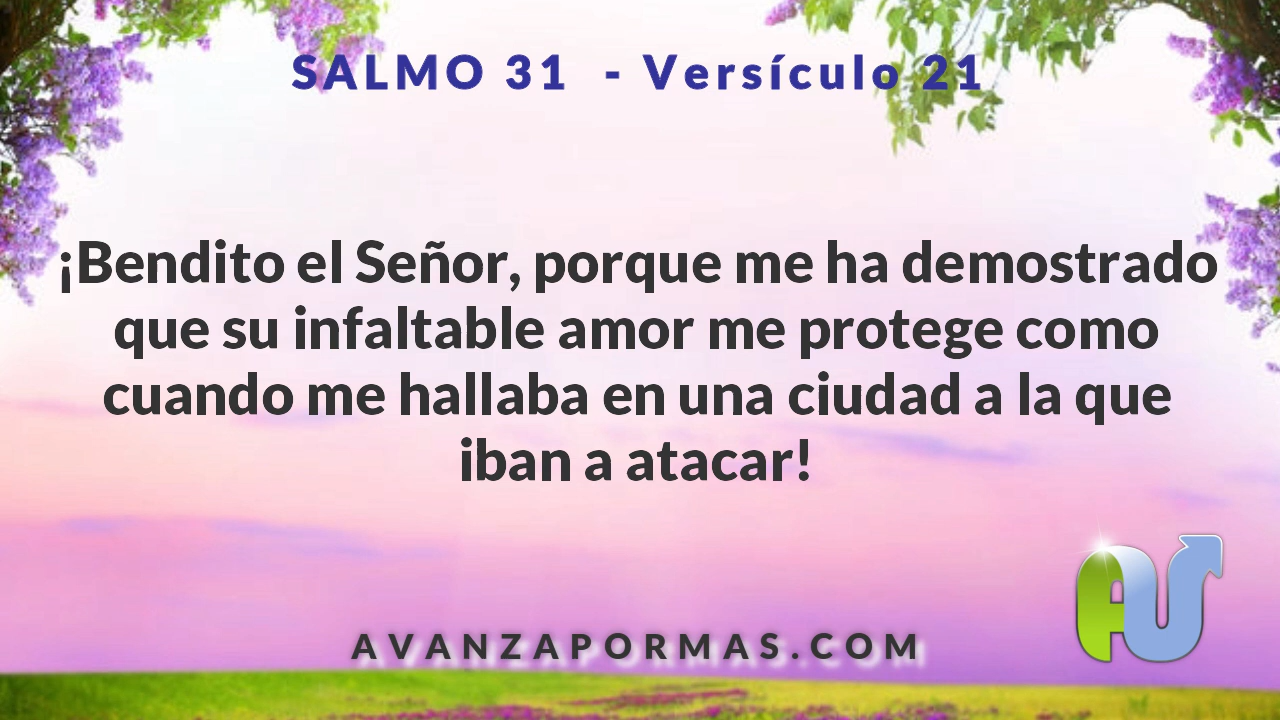 SALMO 31 - Versículo 21
¡Bendito el Señor, porque me ha demostrado
que su infaltable amor me protege como
cuando me hallaba en una ciudad a la que
iban a atacar!
AVANZAPORMAS.COM